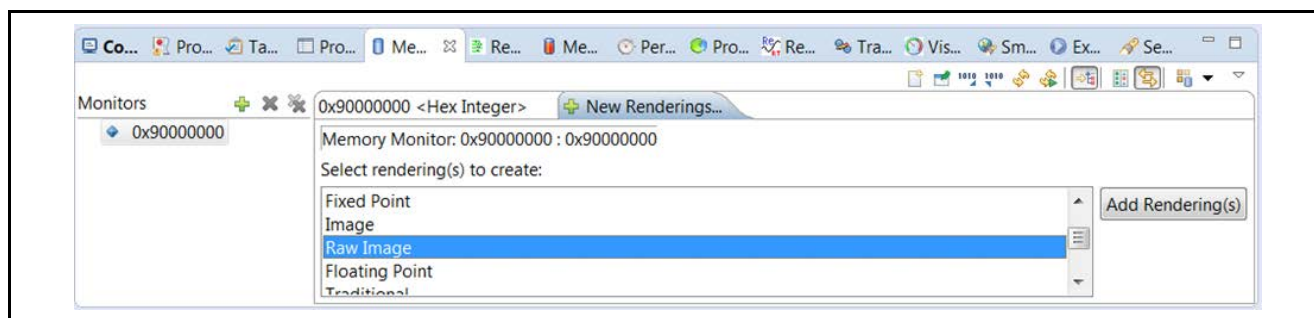 Co... Pro... Ta... Pro... Me... Re... Me... Per... Pro... Re... Tra... Vis... Sm... Ex... Se...
Monitors
0x90000000
0x90000000 <Hex Integer> New Renderings...
Memory Monitor: 0x90000000 : 0x90000000
Select rendering(s) to create:
Fixed Point
Image
Raw Image
Floating Point
Traditional
Add Rendering(s)